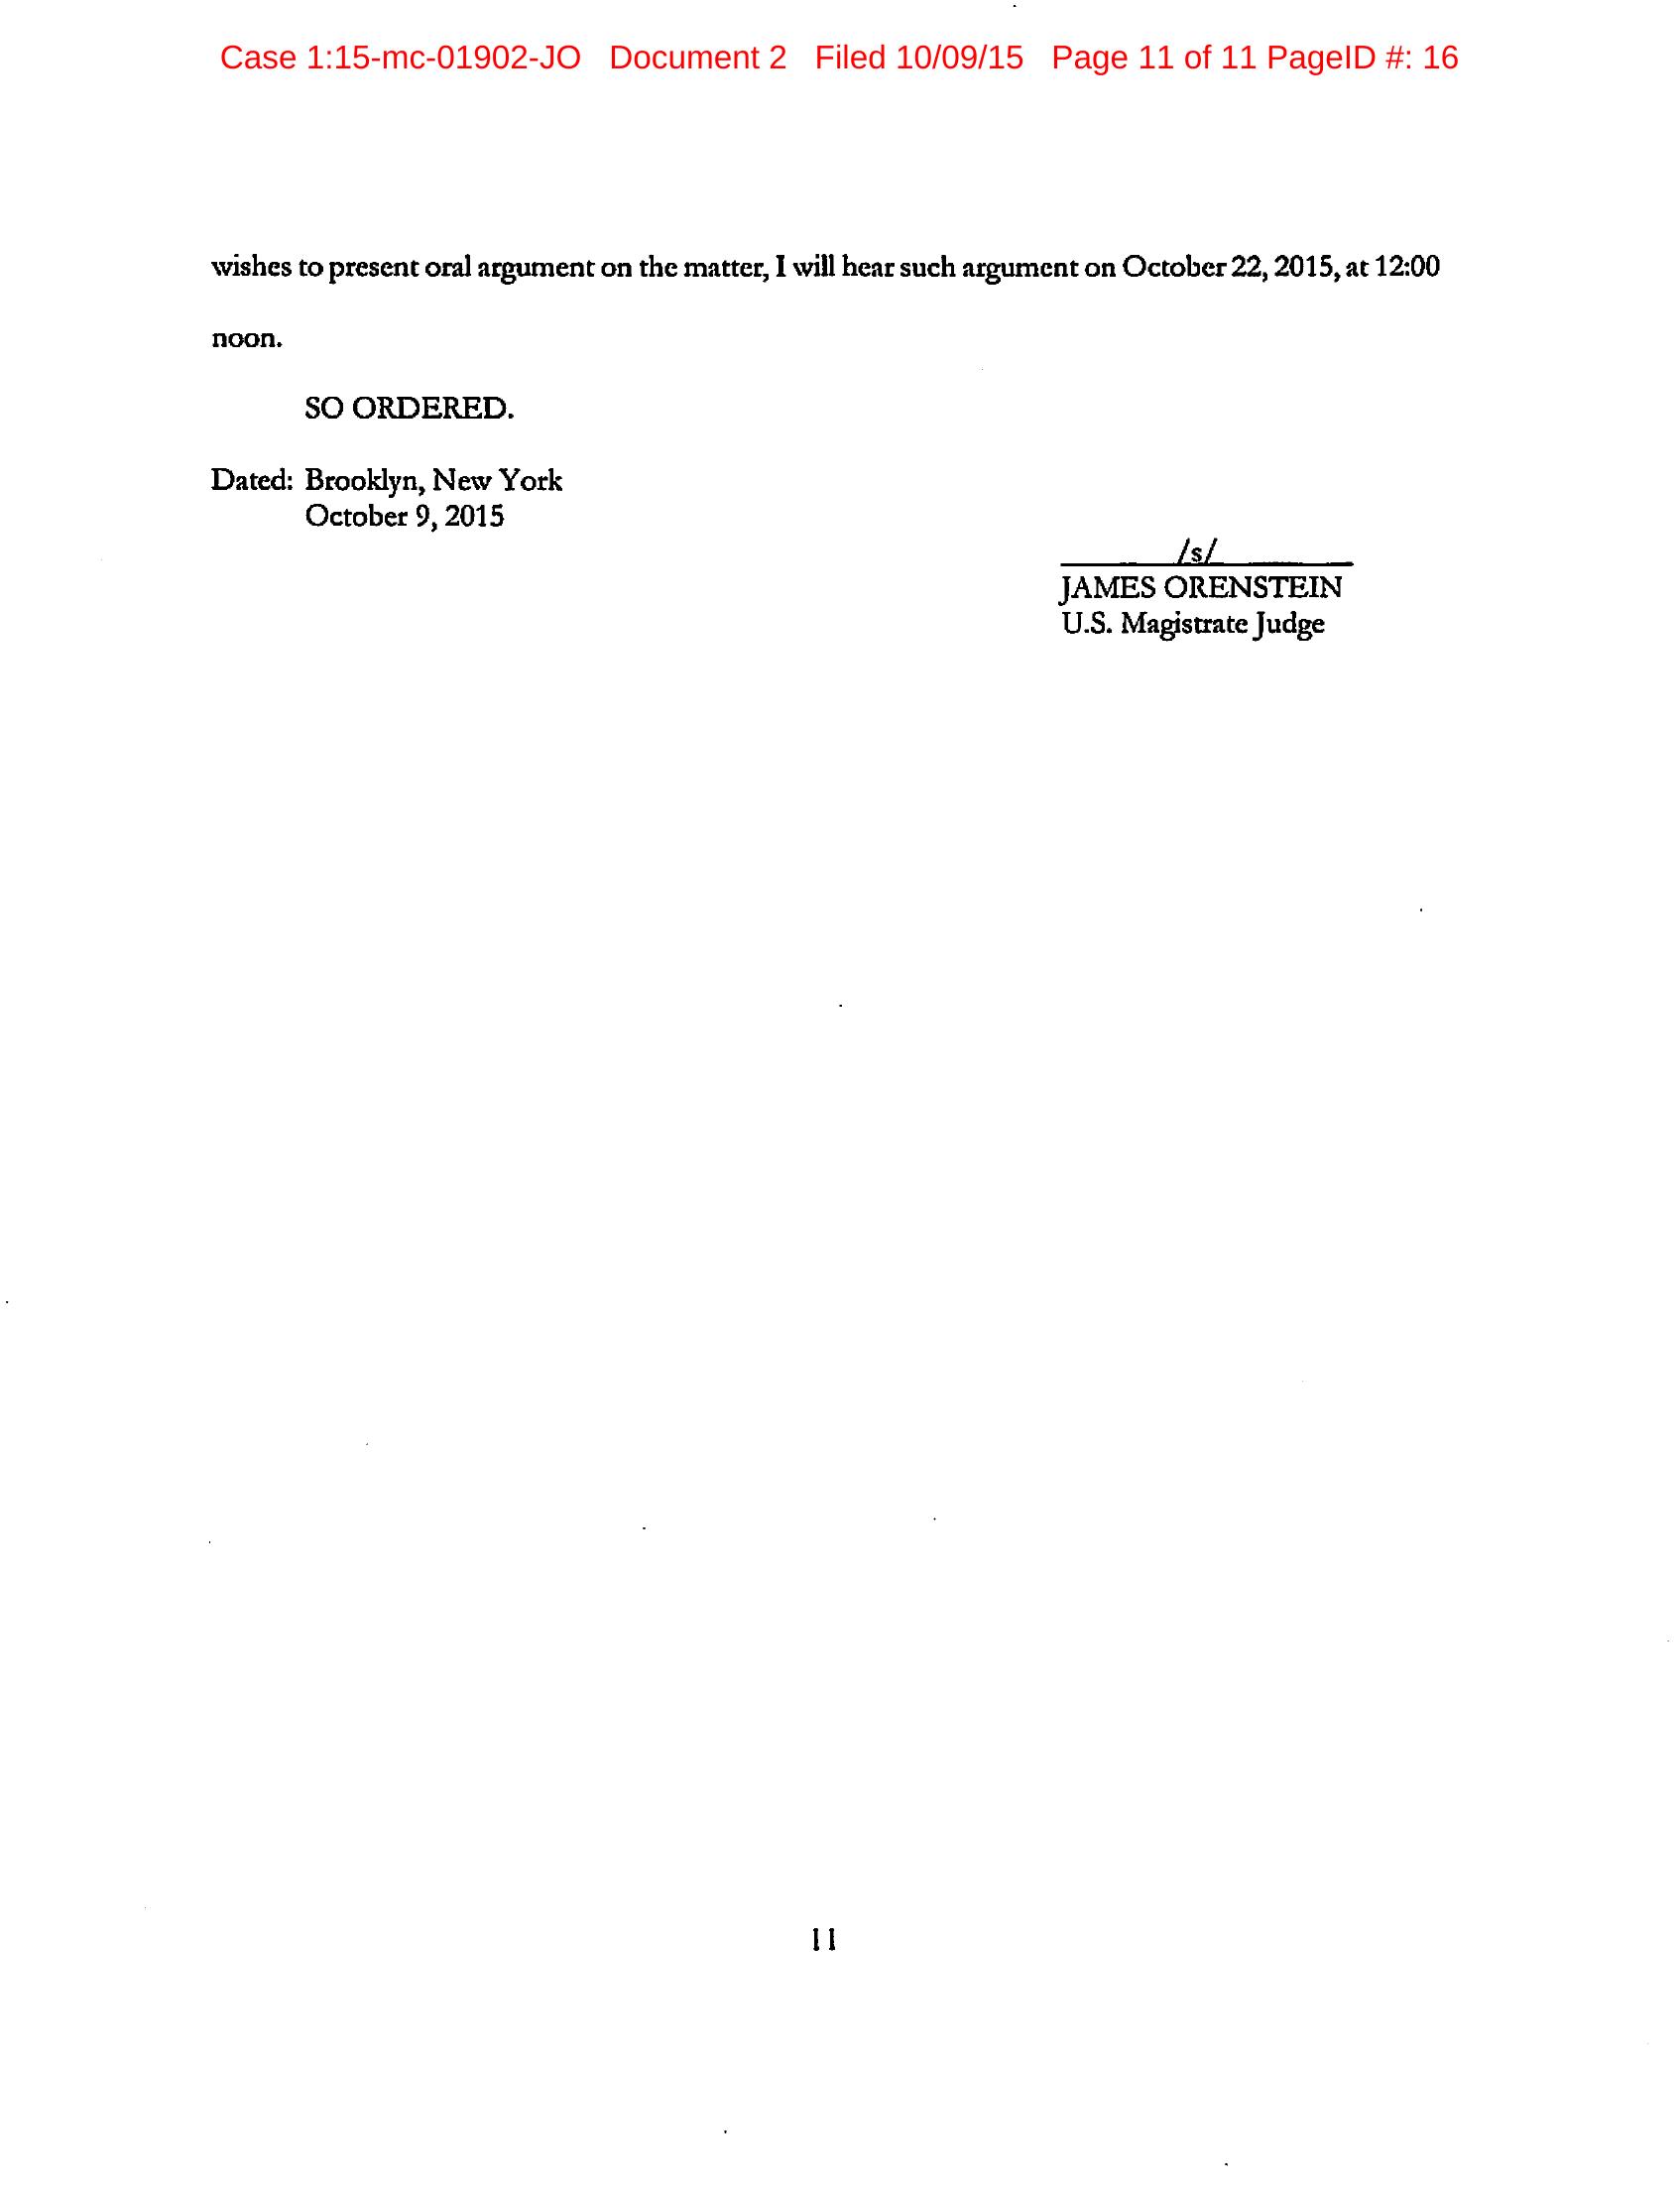 Case 1:15-mc-01902-JO Document 2 Filed 10/09/15 Page 11 of 11 PageID #: 16
wishes to present oral argument on the matter, I will hear such argument on October 22, 2015, at 12:00
noon.
SO ORDERED.
Dated: Brooklyn, New York
October 9, 2015
/s/
JAMES ORENSTEIN
U.S. Magistrate Judge
11